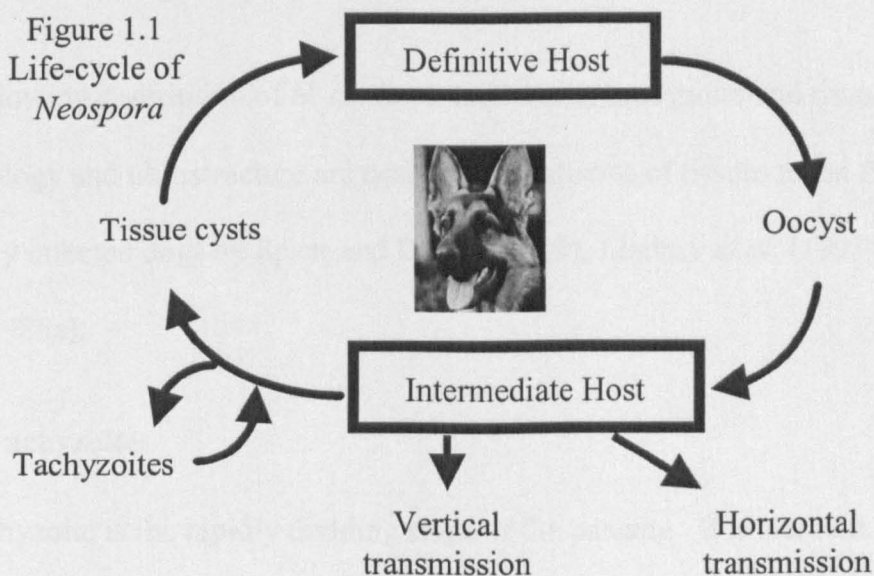 Figure 1.1
Life-cycle of
Neospora
Definitive Host
Tissue cysts
Oocyst
Intermediate Host
Tachyzoites
Vertical
transmission
Horizontal
transmission